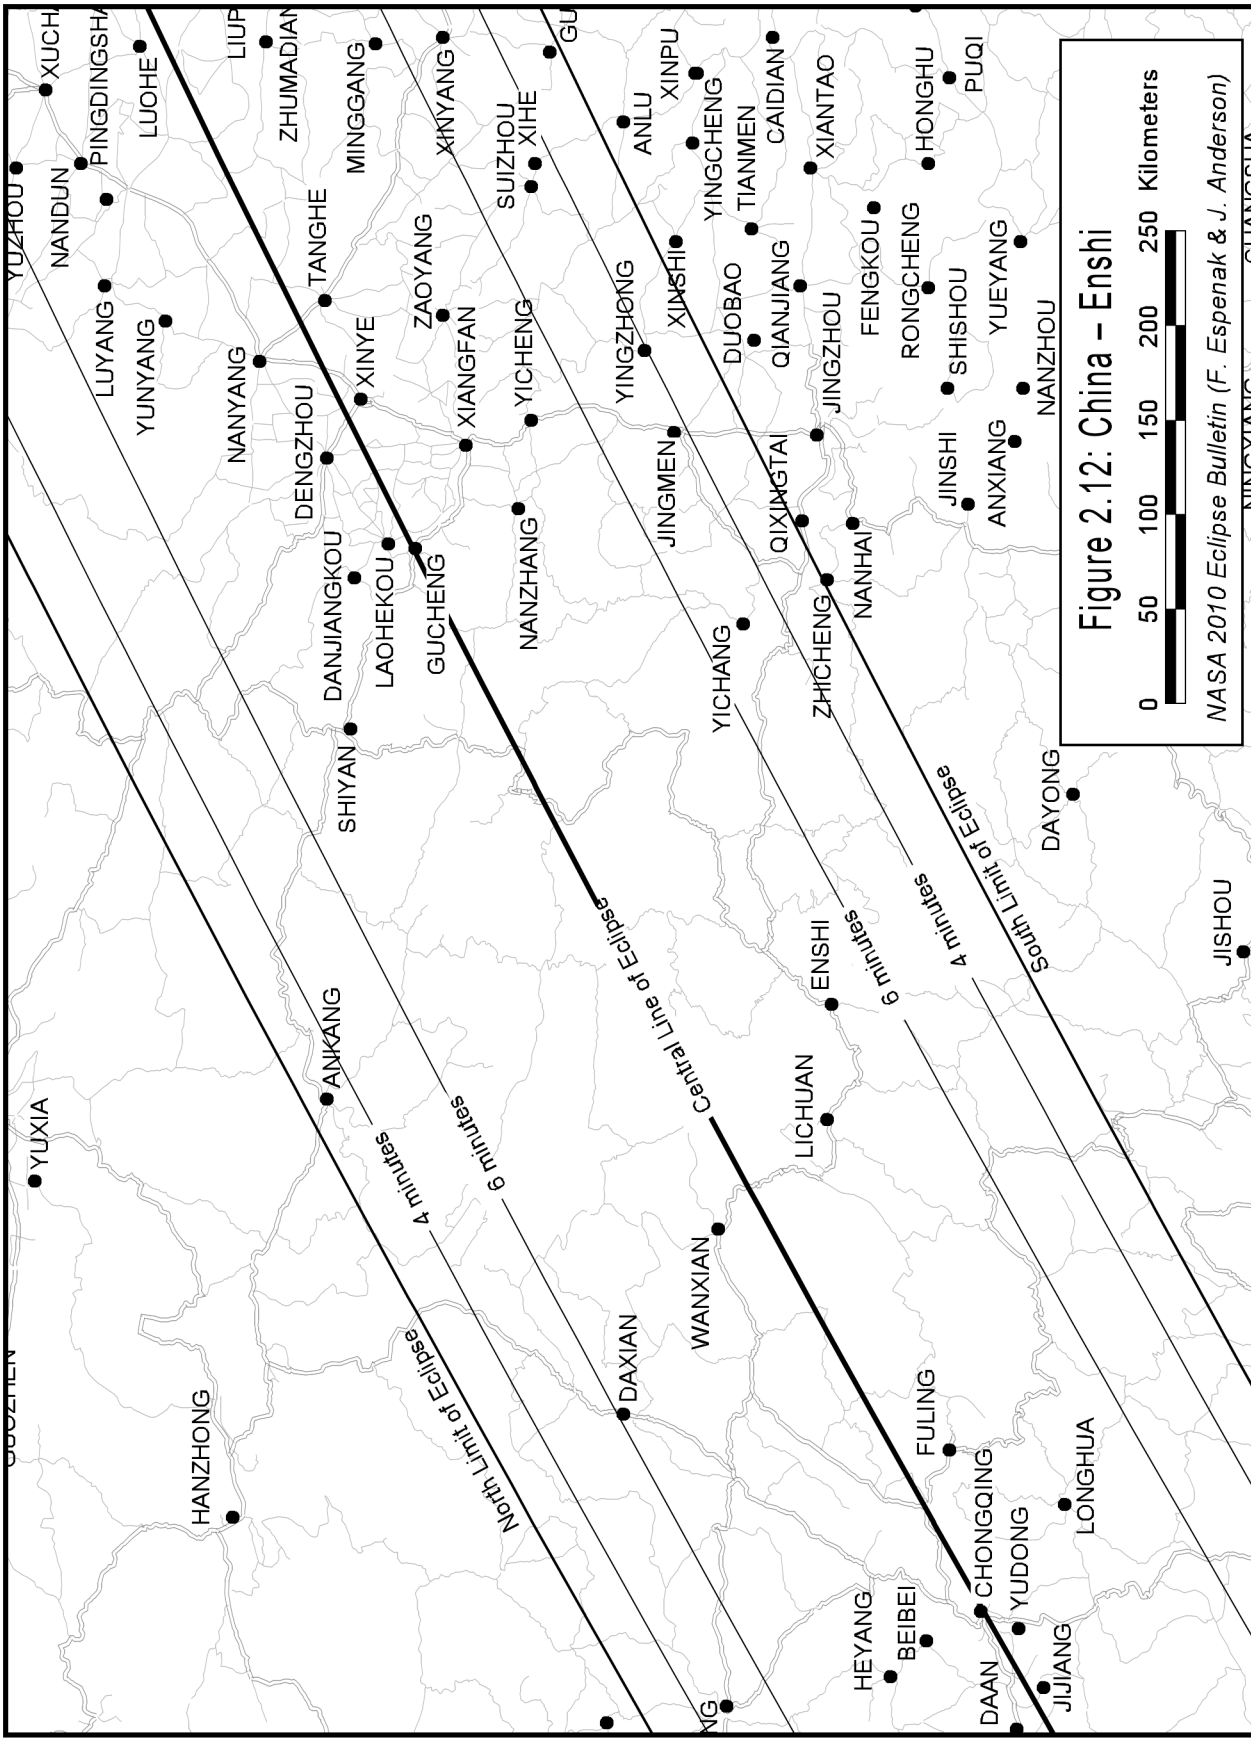 YUXIA
HANZHONG
ANKANG
North Limit of Eclipse
4 minutes
6 minutes
DAXIAN
WANXIAN
Central Line of Eclipse
LICHUAN
ENSHI
6 minutes
4 minutes
South Limit of Eclipse
HEYANG
BEIBEI
FULING
CHONGQING
YUDONG
LONGHUA
DAAN
JIJIANG
NG
SHIYAN
DANJIANGKOU
LAOHEKOU
GUCHENG
NANZHANG
DENGZHOU
NANYANG
XINYE
XIANGFAN
YICHENG
ZAOYANG
TANGHE
YUNYANG
LUYANG
YUZHOU
NANDUN
PINGDINGSHA
XUCHA
LUOHE
LIUP
ZHUMADIAN
MINGGANG
XINYANG
SUIZHOU
XIHE
GU
ANLU
XINPU
YINGCHENG
TIANMEN
CAIDIAN
XIANTAO
HONGHU
PUQI
YINGZHONG
XINSHI
DUOBAO
QIANJIANG
JINGZHOU
FENGKOU
RONGCHENG
SHISHOU
YUEYANG
NANZHOU
JINGMEN
QIXINGTAI
NANHAI
JINSHI
ANXIANG
YICHANG
ZHICHENG
DAYONG
JISHOU
Figure 2.12: China – Enshi
0 50 100 150 200 250 Kilometers
NASA 2010 Eclipse Bulletin (F. Espenak & J. Anderson)